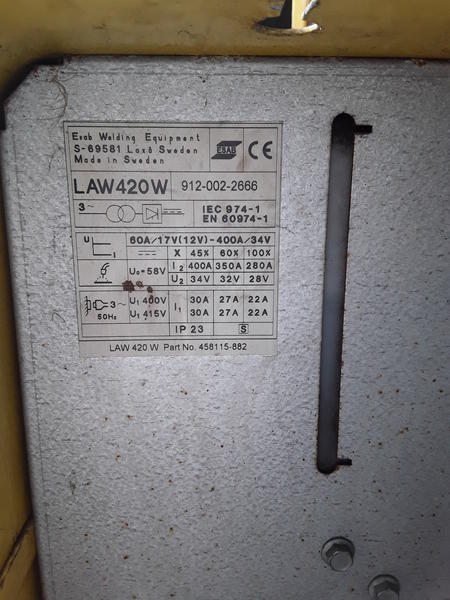 Esab Welding Equipment
S-69581 Laxå Sweden
Made in Sweden
ESAB
CE
LAW 420 W 912-002-2666
3~
IEC 974-1
EN 60974-1
U
I
60A/17V(12V)-400A/34V
X 45% 60% 100%
U₀=58V
I₂ 400A 350A 280A
U₂ 34V 32V 28V
3~
50Hz
U₁ 400V
U₁ 415V
I₁
30A 27A 22A
30A 27A 22A
IP 23
S
LAW 420 W Part No. 458115-882